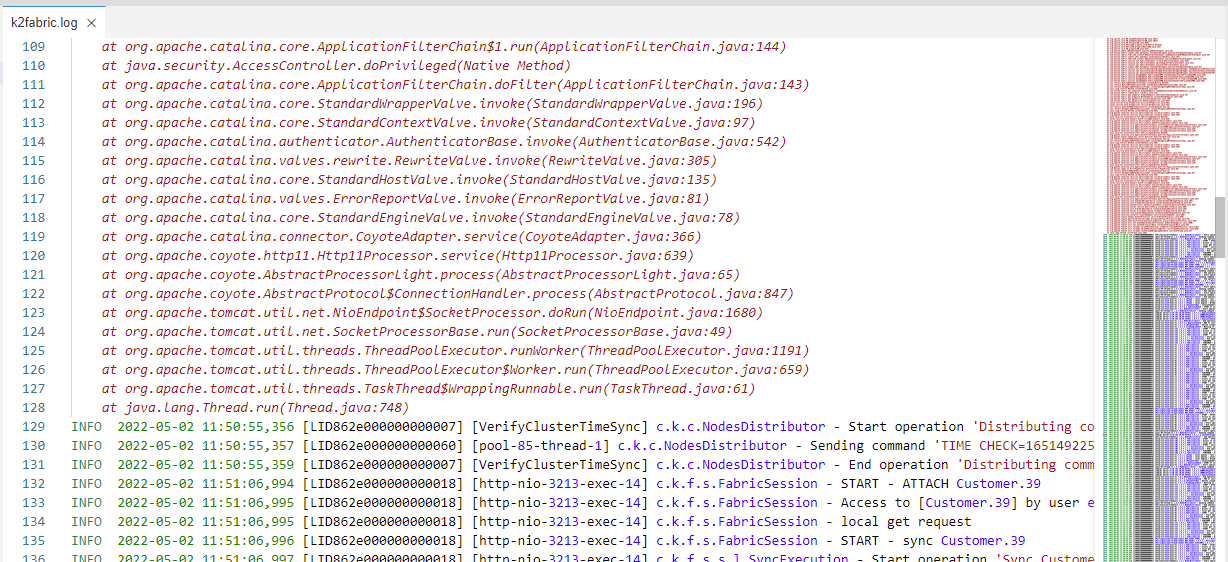 k2fabric.log ×
109 at org.apache.catalina.core.ApplicationFilterChain$1.run(ApplicationFilterChain.java:144)
110 at java.security.AccessController.doPrivileged(Native Method)
111 at org.apache.catalina.core.ApplicationFilterChain.doFilter(ApplicationFilterChain.java:143)
112 at org.apache.catalina.core.StandardWrapperValve.invoke(StandardWrapperValve.java:196)
113 at org.apache.catalina.core.StandardContextValve.invoke(StandardContextValve.java:97)
114 at org.apache.catalina.authenticator.AuthenticatorBase.invoke(AuthenticatorBase.java:542)
115 at org.apache.catalina.valves.rewrite.RewriteValve.invoke(RewriteValve.java:305)
116 at org.apache.catalina.core.StandardHostValve.invoke(StandardHostValve.java:135)
117 at org.apache.catalina.valves.ErrorReportValve.invoke(ErrorReportValve.java:81)
118 at org.apache.catalina.core.StandardEngineValve.invoke(StandardEngineValve.java:78)
119 at org.apache.catalina.connector.CoyoteAdapter.service(CoyoteAdapter.java:366)
120 at org.apache.coyote.http11.Http11Processor.service(Http11Processor.java:639)
121 at org.apache.coyote.AbstractProcessorLight.process(AbstractProcessorLight.java:65)
122 at org.apache.coyote.AbstractProtocol$ConnectionHandler.process(AbstractProtocol.java:847)
123 at org.apache.tomcat.util.net.NioEndpoint$SocketProcessor.doRun(NioEndpoint.java:1680)
124 at org.apache.tomcat.util.net.SocketProcessorBase.run(SocketProcessorBase.java:49)
125 at org.apache.tomcat.util.threads.ThreadPoolExecutor.runWorker(ThreadPoolExecutor.java:1191)
126 at org.apache.tomcat.util.threads.ThreadPoolExecutor$Worker.run(ThreadPoolExecutor.java:659)
127 at org.apache.tomcat.util.threads.TaskThread$WrappingRunnable.run(TaskThread.java:61)
128 at java.lang.Thread.run(Thread.java:748)
129 INFO 2022-05-02 11:50:55,356 [LID862e000000000007] [VerifyClusterTimeSync] c.k.c.NodesDistributor - Start operation 'Distributing co
130 INFO 2022-05-02 11:50:55,357 [LID862e000000000060] [pool-85-thread-1] c.k.c.NodesDistributor - Sending command 'TIME CHECK=165149225
131 INFO 2022-05-02 11:50:55,359 [LID862e000000000007] [VerifyClusterTimeSync] c.k.c.NodesDistributor - End operation 'Distributing comm
132 INFO 2022-05-02 11:51:06,994 [LID862e000000000018] [http-nio-3213-exec-14] c.k.f.s.FabricSession - START - ATTACH Customer.39
133 INFO 2022-05-02 11:51:06,995 [LID862e000000000018] [http-nio-3213-exec-14] c.k.f.s.FabricSession - Access to [Customer.39] by user e
134 INFO 2022-05-02 11:51:06,995 [LID862e000000000018] [http-nio-3213-exec-14] c.k.f.s.FabricSession - local get request
135 INFO 2022-05-02 11:51:06,996 [LID862e000000000018] [http-nio-3213-exec-14] c.k.f.s.FabricSession - START - sync Customer.39
136 INFO 2022-05-02 11:51:06,997 [LID862e000000000018] [http-nio-3213-exec-14] c.k.f.s.s.l.SyncExecution - Start operation 'Sync Custome